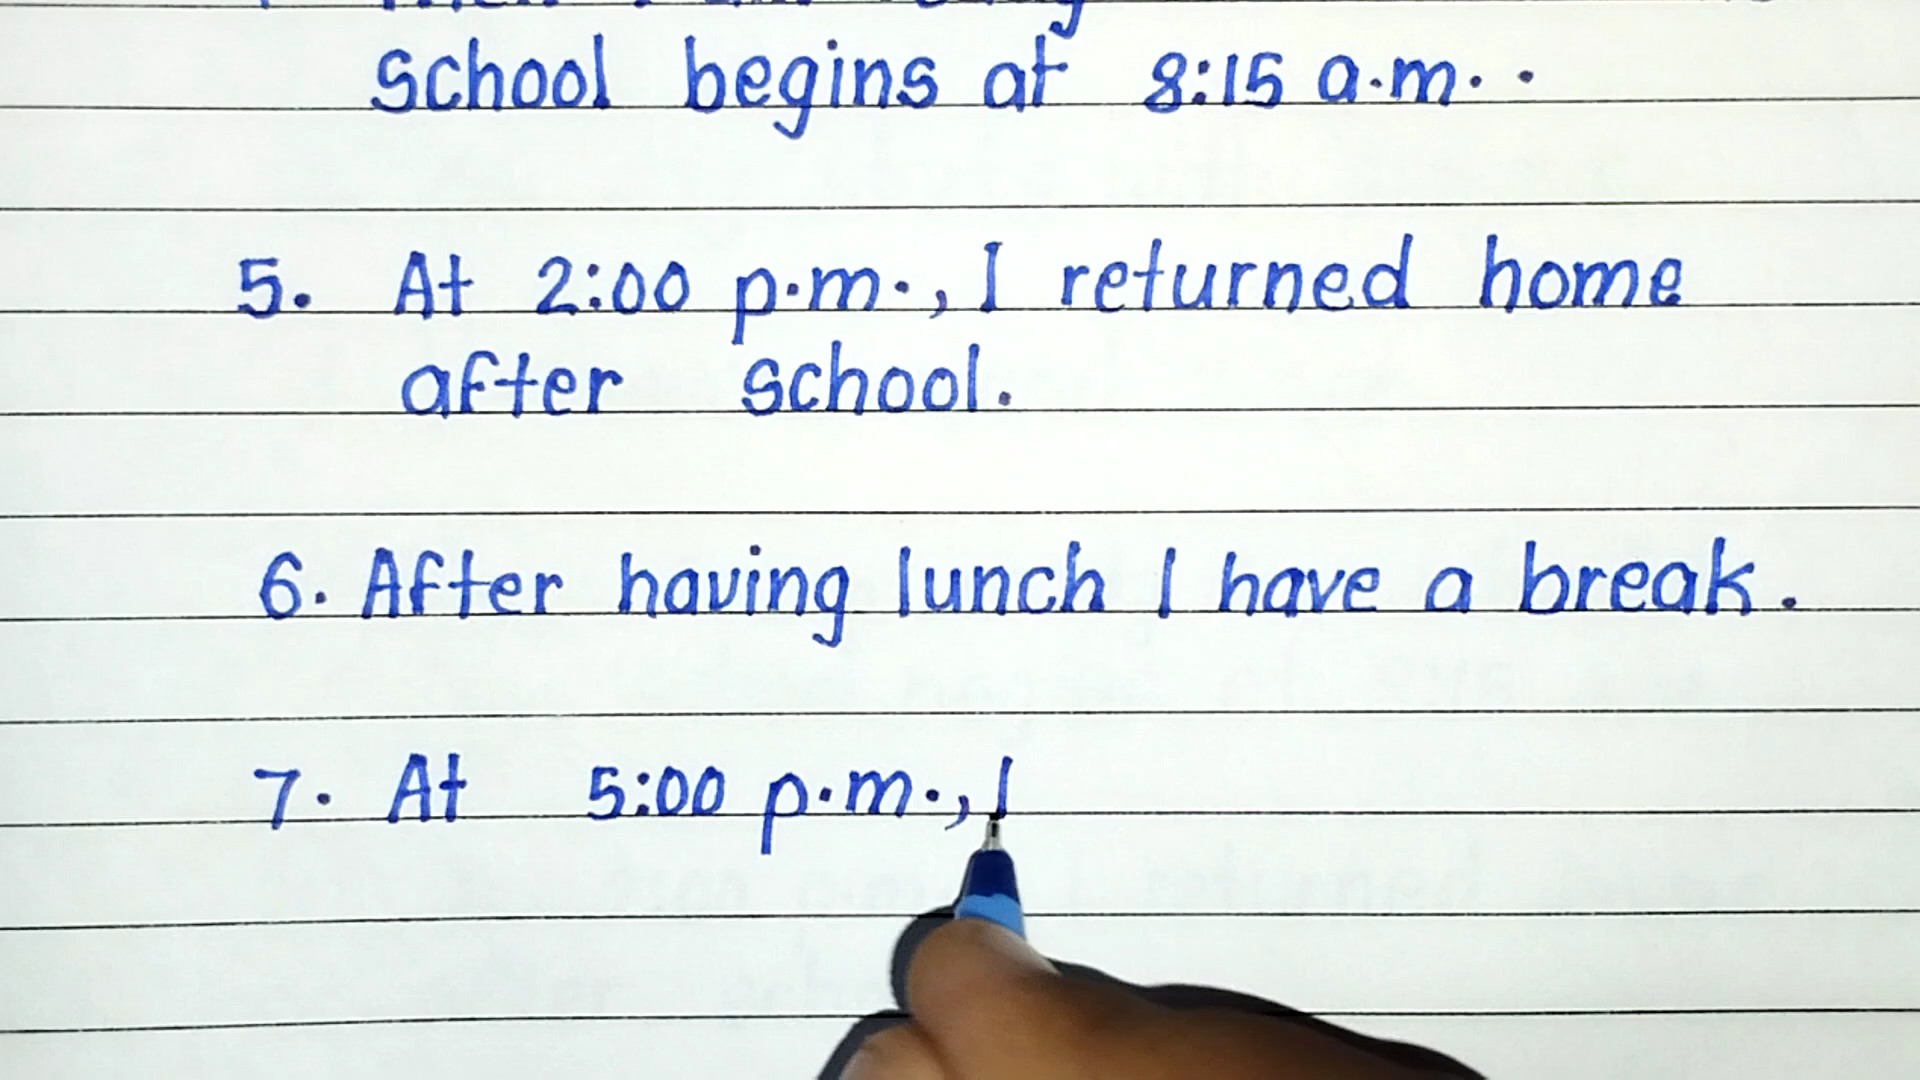 school begins at 8:15 a.m..
5. At 2:00 p.m., I returned home
after school.
6. After having lunch I have a break.
7. At 5:00 p.m., I